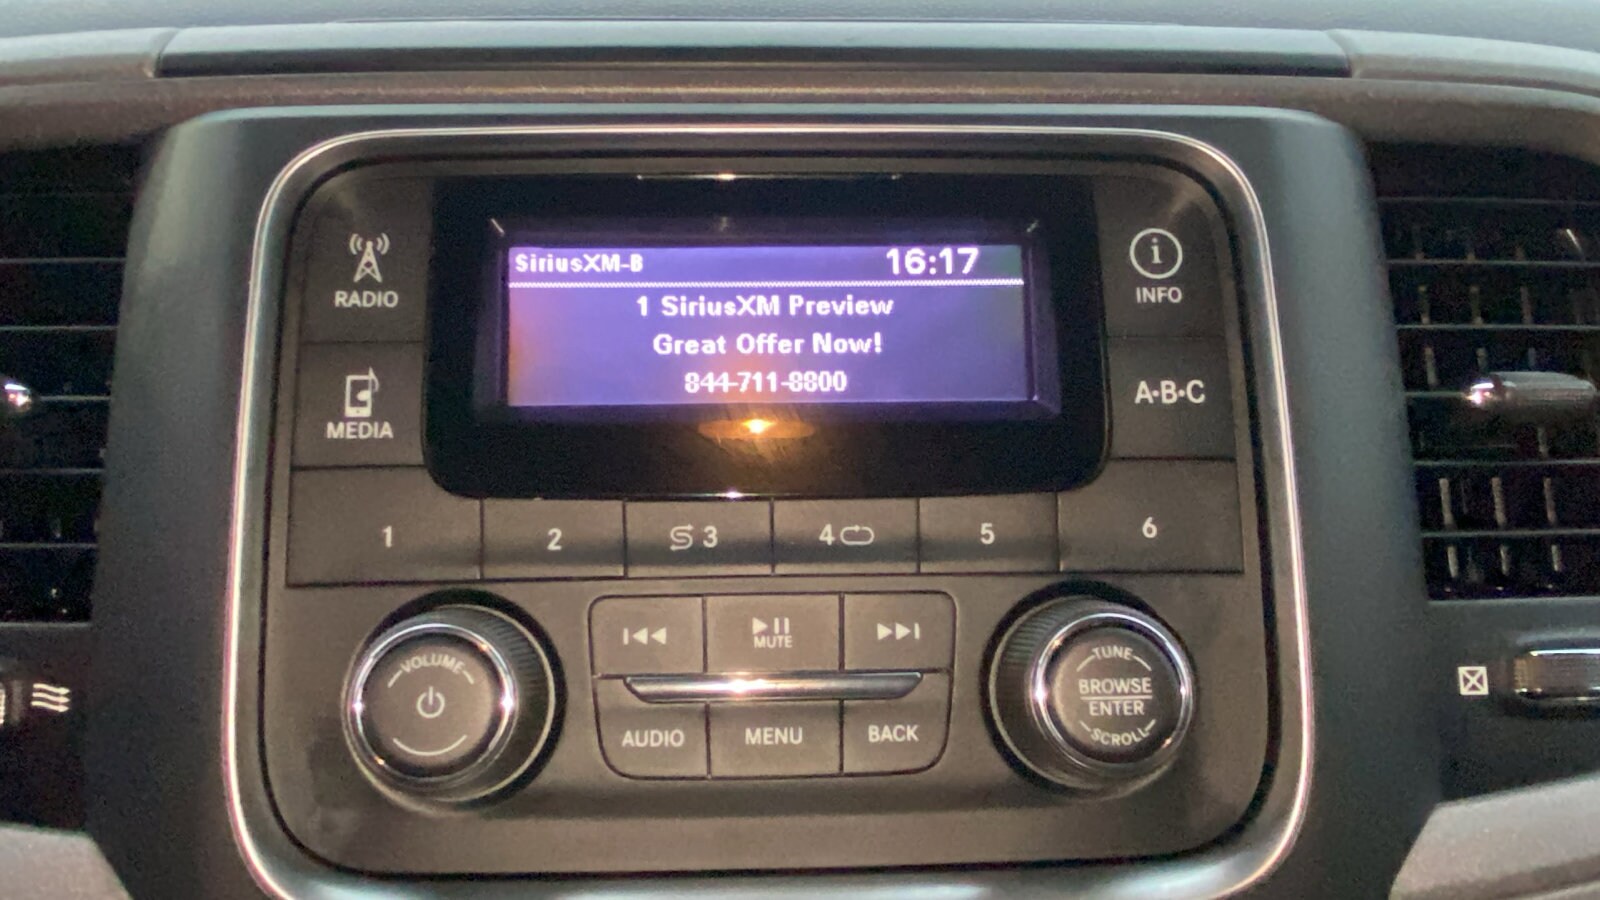 SiriusXM-B 16:17
1 SiriusXM Preview
Great Offer Now!
844-711-8800
RADIO
INFO
MEDIA
A·B·C
1 2 3 4 5 6
VOLUME
MUTE
TUNE
BROWSE
ENTER
SCROLL
AUDIO MENU BACK